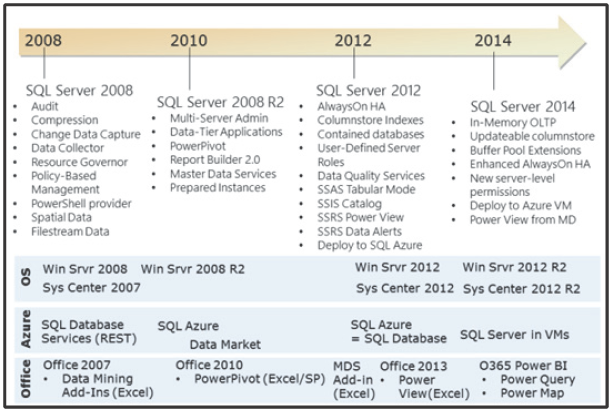 2008
2010
2012
2014
SQL Server 2008
• Audit
• Compression
• Change Data Capture
• Data Collector
• Resource Governor
• Policy-Based
Management
• PowerShell provider
• Spatial Data
• Filestream Data
SQL Server 2008 R2
• Multi-Server Admin
• Data-Tier Applications
• PowerPivot
• Report Builder 2.0
• Master Data Services
• Prepared Instances
SQL Server 2012
• AlwaysOn HA
• Columnstore Indexes
• Contained databases
• User-Defined Server
Roles
• Data Quality Services
• SSAS Tabular Mode
• SSIS Catalog
• SSRS Power View
• SSRS Data Alerts
• Deploy to SQL Azure
SQL Server 2014
• In-Memory OLTP
• Updateable columnstore
• Buffer Pool Extensions
• Enhanced AlwaysOn HA
• New server-level
permissions
• Deploy to Azure VM
• Power View from MD
OS
Win Srvr 2008
Sys Center 2007
Win Srvr 2008 R2
Win Srvr 2012
Sys Center 2012
Win Srvr 2012 R2
Sys Center 2012 R2
Azure
SQL Database
Services (REST)
SQL Azure
Data Market
SQL Azure
= SQL Database
SQL Server in VMs
Office
Office 2007
• Data Mining
Add-Ins (Excel)
Office 2010
• PowerPivot (Excel/SP)
MDS
Add-in
(Excel)
Office 2013
• Power
View(Excel)
O365 Power BI
• Power Query
• Power Map